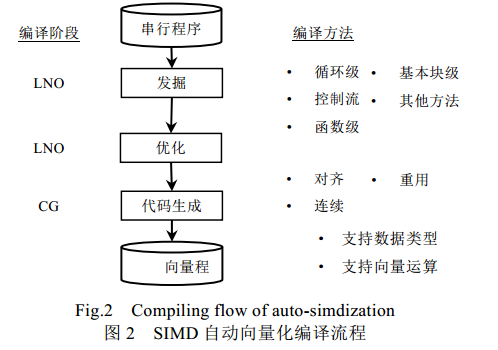 编译阶段 串行程序 编译方法
LNO 发掘
• 循环级 • 基本块级
• 控制流 • 其他方法
• 函数级
LNO 优化
• 对齐 • 重用
CG 代码生成 • 连续
• 支持数据类型
向量程 • 支持向量运算
Fig.2 Compiling flow of auto-simdization
图 2 SIMD 自动向量化编译流程